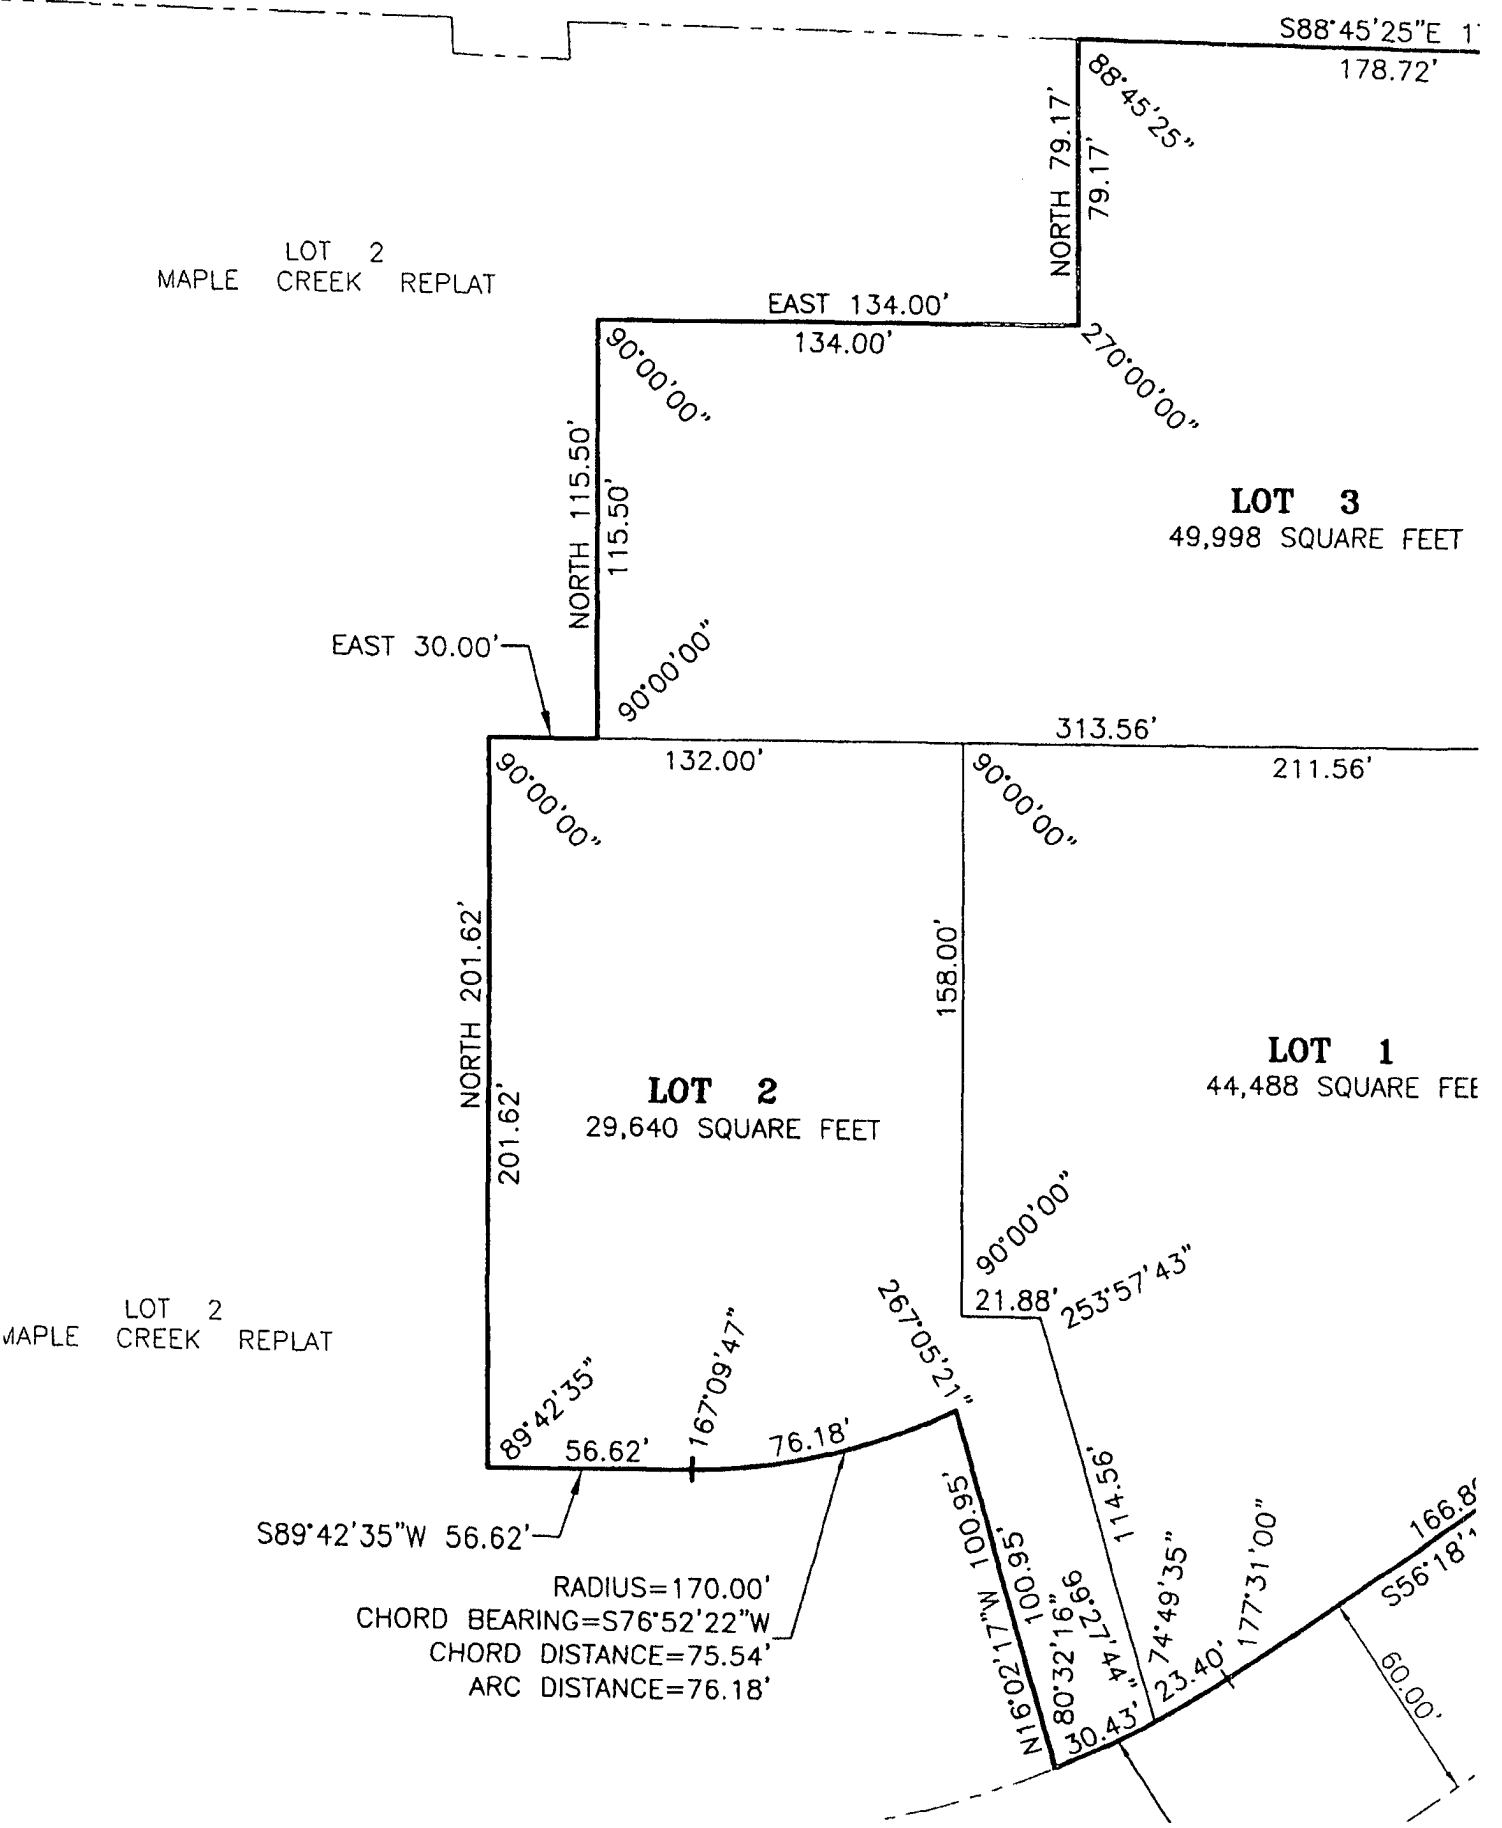 S88°45'25"E 1
178.72'
88°45'25"
NORTH 79.17'
79.17'
LOT 2
MAPLE CREEK REPLAT
EAST 134.00'
134.00'
90°00'00"
270°00'00"
NORTH 115.50'
115.50'
LOT 3
49,998 SQUARE FEET
EAST 30.00'
90°00'00"
313.56'
132.00'
211.56'
90°00'00"
90°00'00"
NORTH 201.62'
201.62'
158.00'
LOT 2
29,640 SQUARE FEET
LOT 1
44,488 SQUARE FEE
90°00'00"
21.88'
253°57'43"
LOT 2
MAPLE CREEK REPLAT
267°05'21"
167°09'47"
89°42'35"
56.62'
76.18'
S89°42'35"W 56.62'
RADIUS=170.00'
CHORD BEARING=S76°52'22"W
CHORD DISTANCE=75.54'
ARC DISTANCE=76.18'
N16°02'17"W 100.95'
100.95'
114.56'
80°32'16"
99°27'44"
74°49'35"
177°31'00"
30.43'
23.40'
166.8
S56°18'1
60.00'